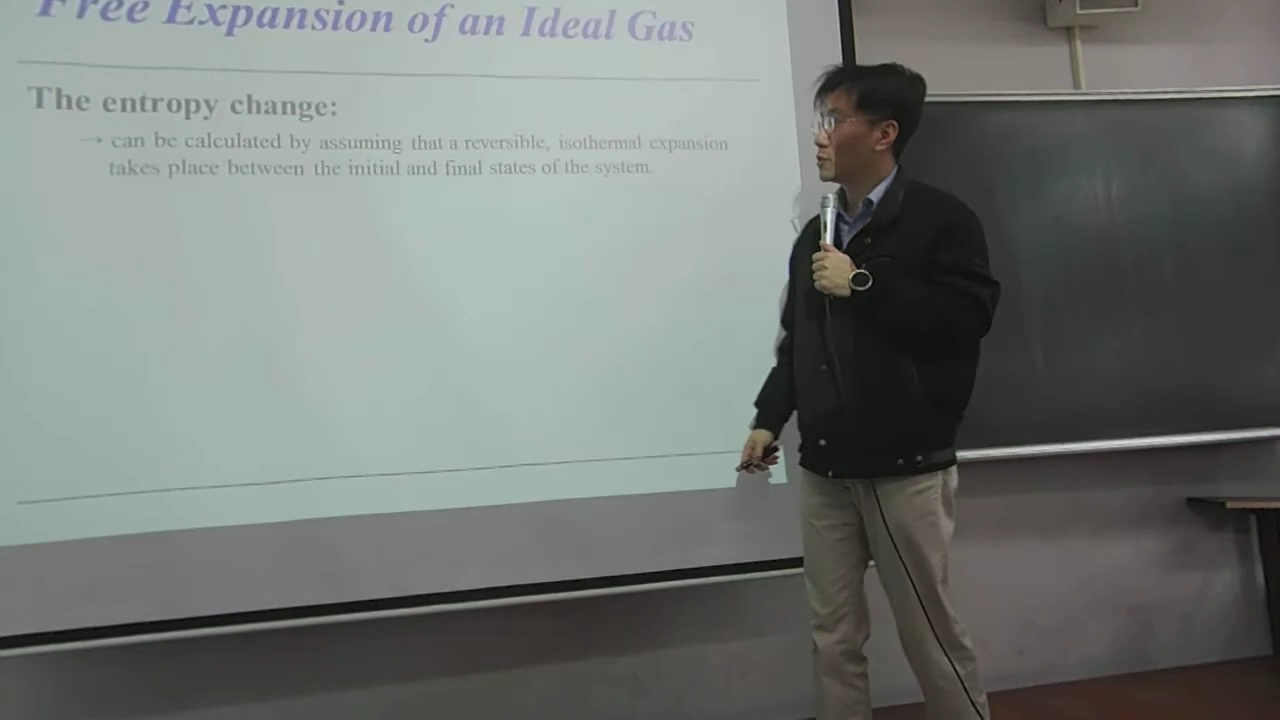 Free Expansion of an Ideal Gas
The entropy change:
→ can be calculated by assuming that a reversible, isothermal expansion
takes place between the initial and final states of the system.